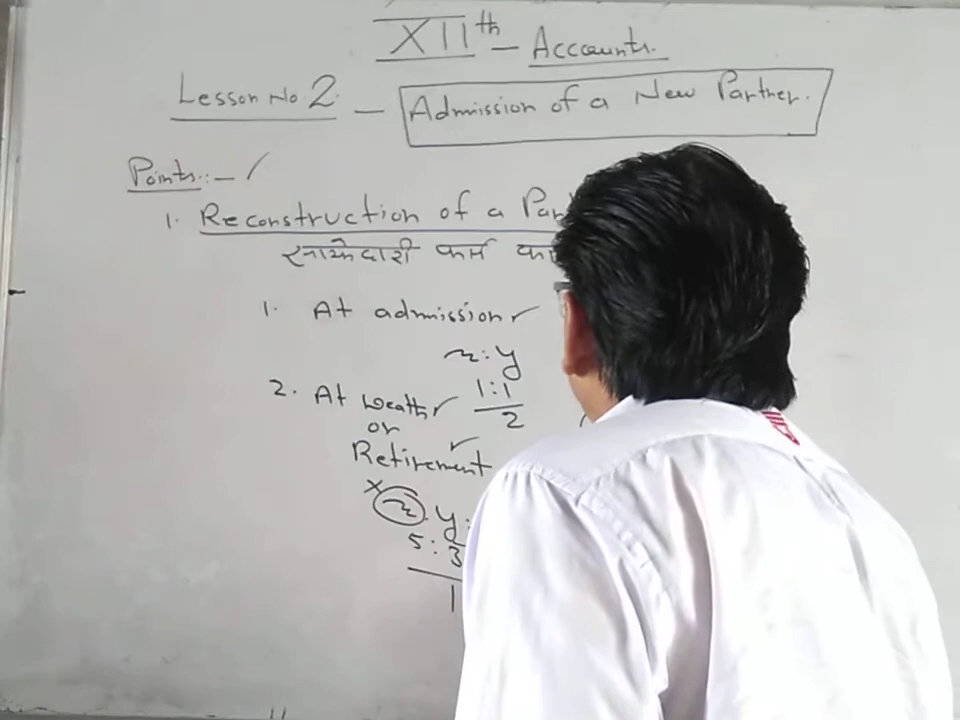 XIIth - Accounts.
Lesson No. 2. - Admission of a New Partner.
Points:- ✓
1. Reconstruction of a Par
साझेदारी फर्म का
1. At admission ✓
x : y
1 : 1
2
2. At Death ✓
or
Retirement ✓
x x : y :
5 : 3
1